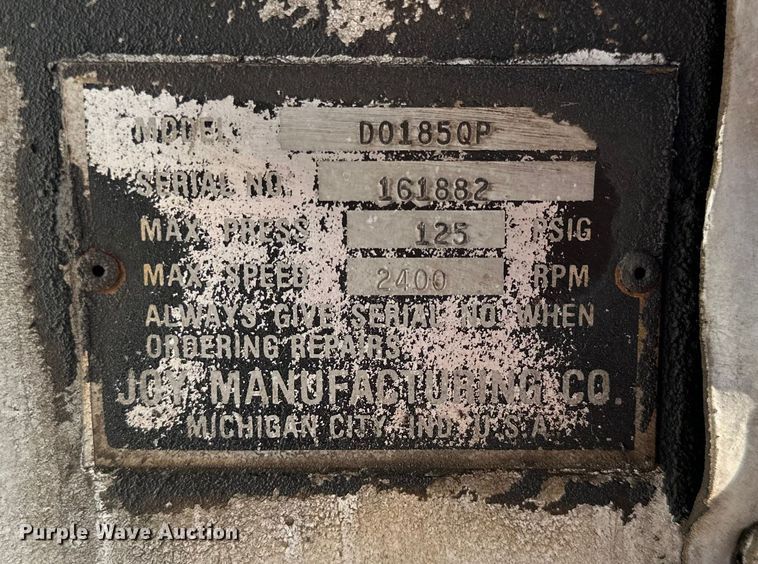 MODEL D0185QP
SERIAL NO. 161882
MAX. PRESS. 125 PSIG
MAX. SPEED 2400 RPM
ALWAYS GIVE SERIAL NO. WHEN
ORDERING REPAIRS.
JOY MANUFACTURING CO.
MICHIGAN CITY, IND. U.S.A.
Purple Wave Auction